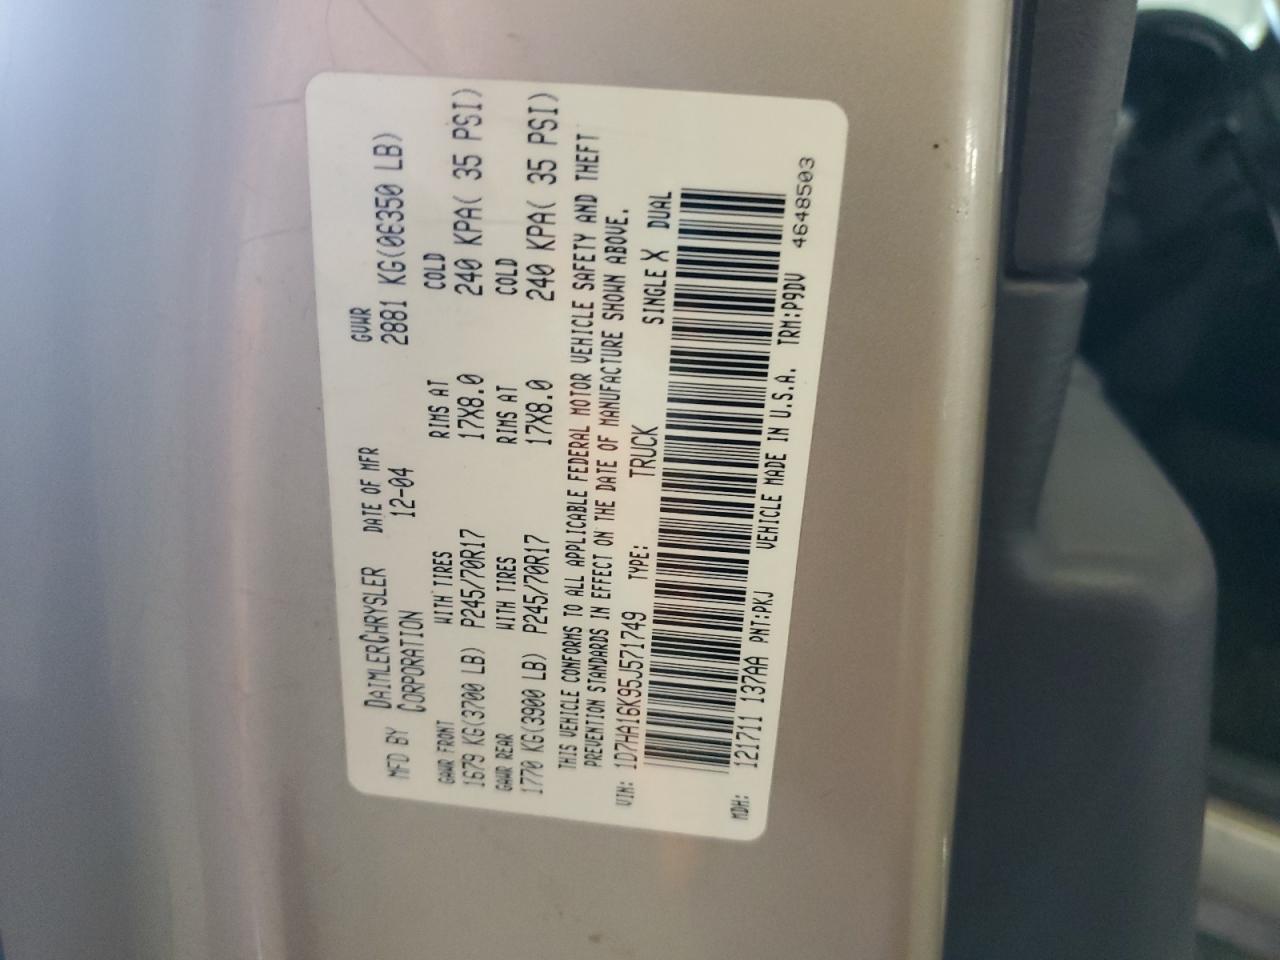 MFD BY DAIMLERCHRYSLER CORPORATION DATE OF MFR 12-04 GVWR 2881 KG(06350 LB)
GAWR FRONT WITH TIRES RIMS AT COLD
1679 KG(3700 LB) P245/70R17 17X8.0 240 KPA( 35 PSI)
GAWR REAR WITH TIRES RIMS AT COLD
1770 KG(3900 LB) P245/70R17 17X8.0 240 KPA( 35 PSI)
THIS VEHICLE CONFORMS TO ALL APPLICABLE FEDERAL MOTOR VEHICLE SAFETY AND THEFT
PREVENTION STANDARDS IN EFFECT ON THE DATE OF MANUFACTURE SHOWN ABOVE.
VIN: 1D7HA16K95J571749 TYPE: TRUCK SINGLE X DUAL
MDH: 121711 137AA PNT:PKJ VEHICLE MADE IN U.S.A. TRM:P9DV 4648503